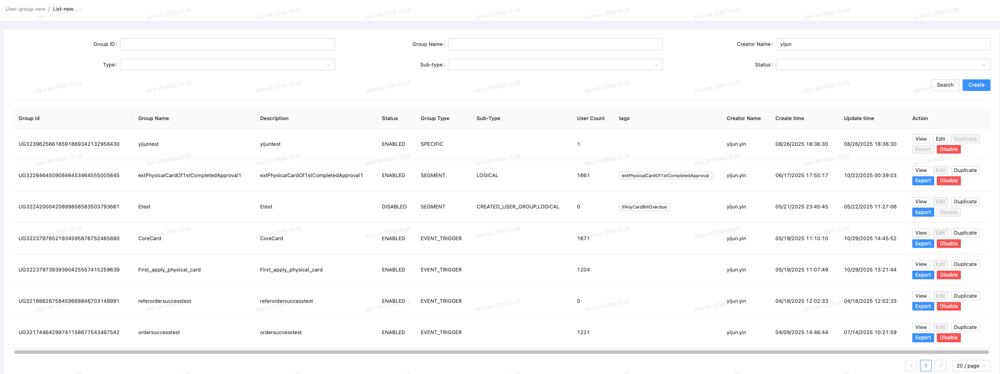 User-group-new / List-new
Group ID:
Group Name:
Creator Name: yijun
Type:
Sub-type:
Status:
Search Create
Group id Group Name Description Status Group Type Sub-Type User Count tags Creator Name Create time Update time Action
UG32396256618591869342132958430 yijuntest yijuntest ENABLED SPECIFIC 1 yijun.yin 08/26/2025 18:36:30 08/26/2025 18:36:30 View Edit Duplicate
Export Disable
UG32284645090846453464555005645 extPhysicalCardOf1stCompletedApproval1 extPhysicalCardOf1stCompletedApproval1 ENABLED SEGMENT LOGICAL 1661 extPhysicalCardOf1stCompletedApproval yijun.yin 06/17/2025 17:55:17 10/22/2025 00:39:03 View Edit Duplicate
Export Disable
UG32242000420899858583503793661 Etest Etest DISABLED SEGMENT CREATED_USER_GROUP,LOGICAL 0 ifAnyCardBillOverdue yijun.yin 05/21/2025 23:45:45 05/22/2025 11:27:06 View Edit Duplicate
Export Disable
UG32237976521934595876752485880 CoreCard CoreCard ENABLED EVENT_TRIGGER 1671 yijun.yin 05/19/2025 11:10:10 10/29/2025 14:45:52 View Edit Duplicate
Export Disable
UG32237973939390425557415259639 First_apply_physical_card First_apply_physical_card ENABLED EVENT_TRIGGER 1204 yijun.yin 05/19/2025 11:07:49 10/29/2025 13:21:44 View Edit Duplicate
Export Disable
UG32188626758459668846703148991 referordersuccesstest referordersuccesstest ENABLED EVENT_TRIGGER 0 yijun.yin 04/18/2025 12:02:33 04/18/2025 12:02:33 View Edit Duplicate
Export Disable
UG32174464299741158677543467542 ordersuccesstest ordersuccesstest ENABLED EVENT_TRIGGER 1231 yijun.yin 04/09/2025 14:46:44 07/14/2025 10:21:59 View Edit Duplicate
Export Disable
< 1 > 20 / page
yijun.yin 2025-10-29